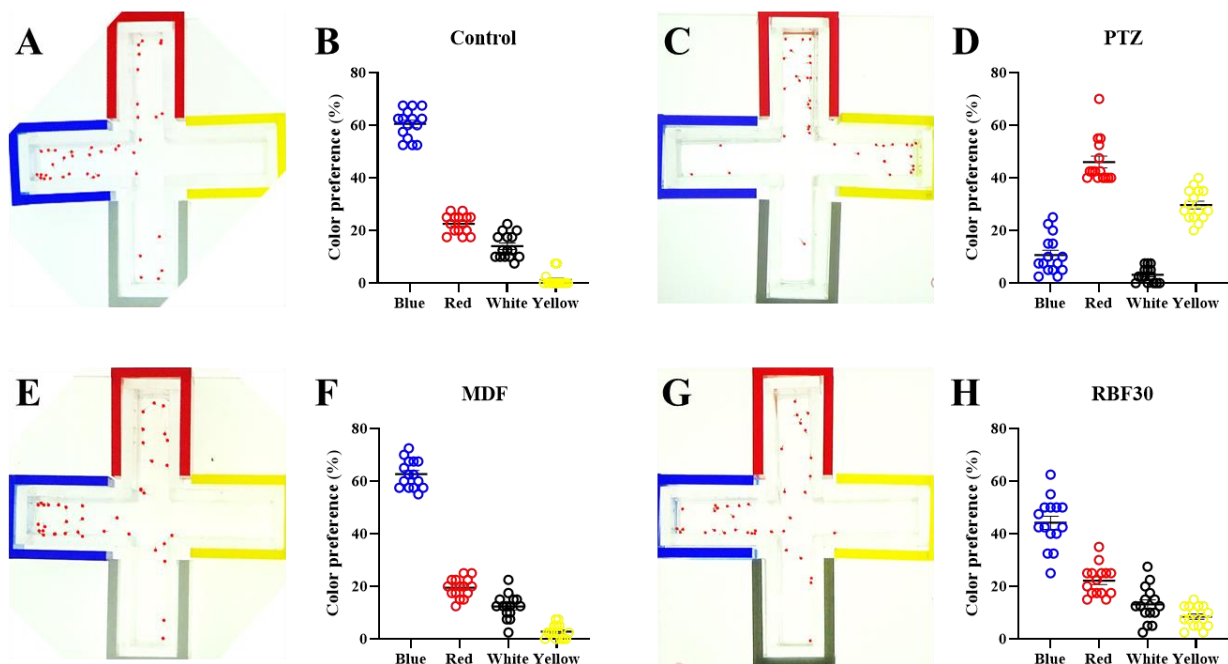 A
B
Control
Color preference (%)
80
60
40
20
0
Blue Red White Yellow
C
D
PTZ
Color preference (%)
80
60
40
20
0
Blue Red White Yellow
E
F
MDF
Color preference (%)
80
60
40
20
0
Blue Red White Yellow
G
H
RBF30
Color preference (%)
80
60
40
20
0
Blue Red White Yellow